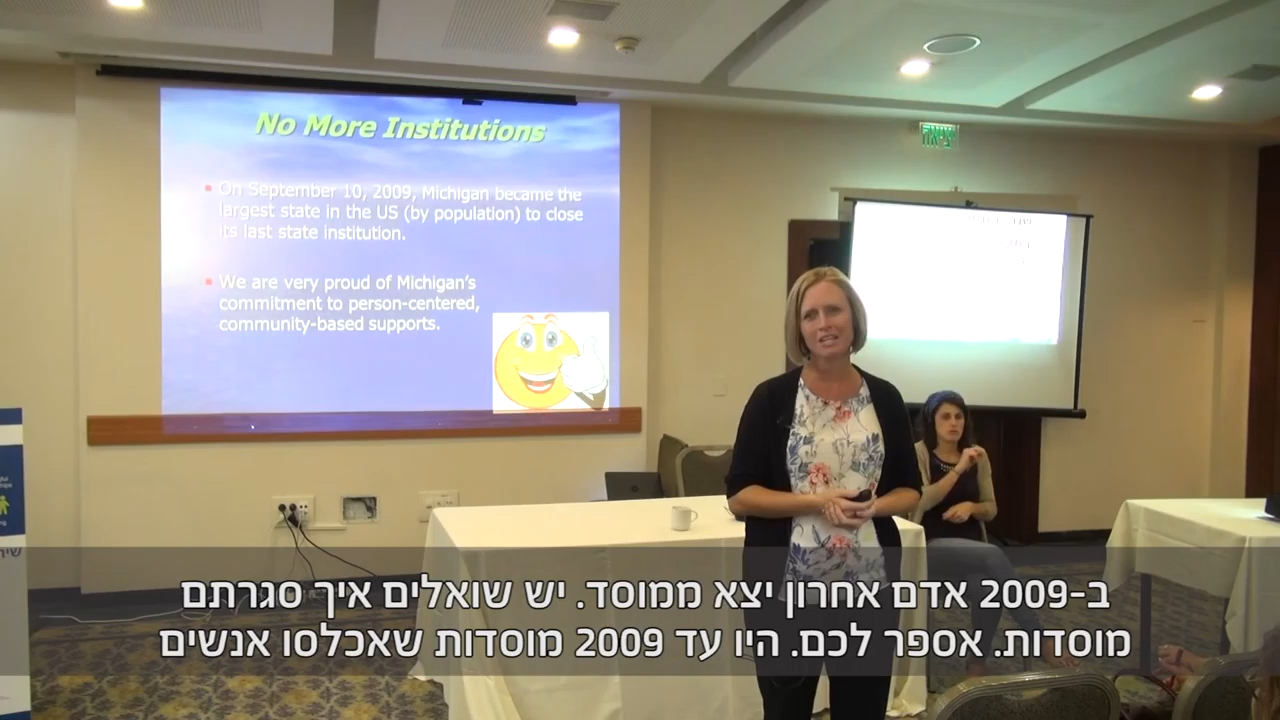 No More Institutions
On September 10, 2009, Michigan became the
largest state in the US (by population) to close
its last state institution.
We are very proud of Michigan's
commitment to person-centered,
community-based supports.
יציאה
ב-2009 אדם אחרון יצא ממוסד. יש שואלים איך סגרתם
מוסדות. אספר לכם. היו עד 2009 מוסדות שאכלסו אנשים